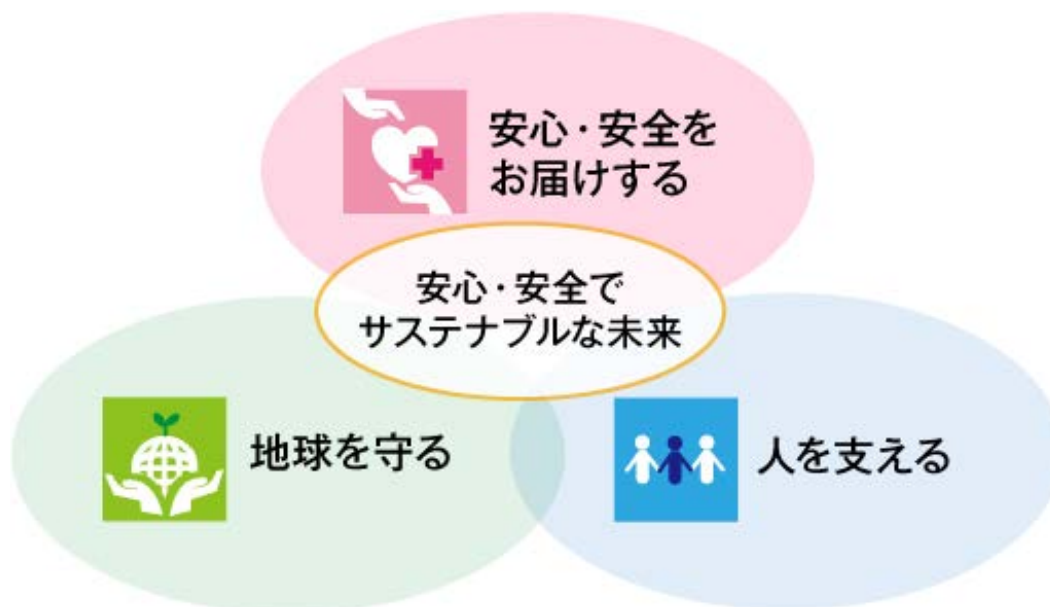 安心・安全を
お届けする
安心・安全で
サステナブルな未来
地球を守る
人を支える